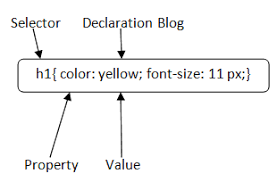 Selector Declaration Blog
h1{ color: yellow; font-size: 11 px;}
Property Value